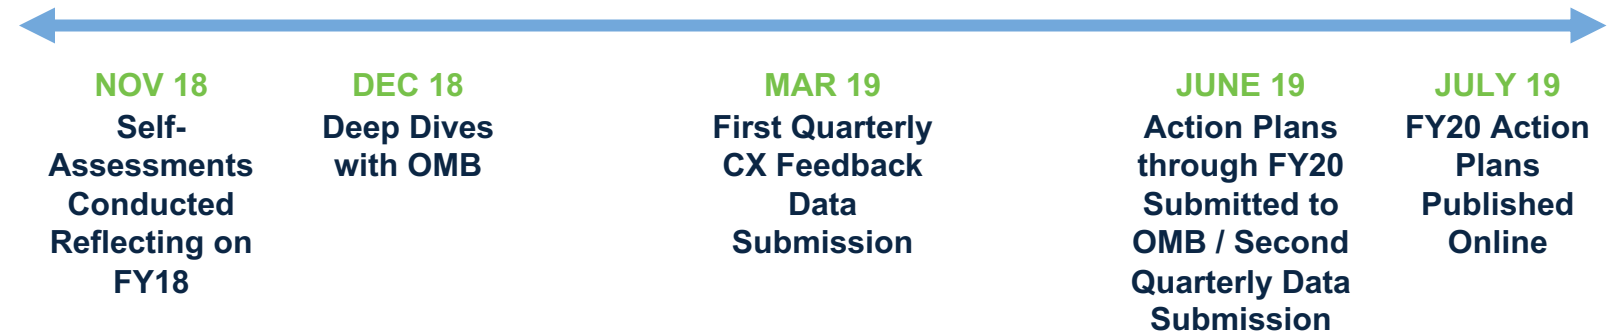 NOV 18
Self-
Assessments
Conducted
Reflecting on
FY18
DEC 18
Deep Dives
with OMB
MAR 19
First Quarterly
CX Feedback
Data
Submission
JUNE 19
Action Plans
through FY20
Submitted to
OMB / Second
Quarterly Data
Submission
JULY 19
FY20 Action
Plans
Published
Online